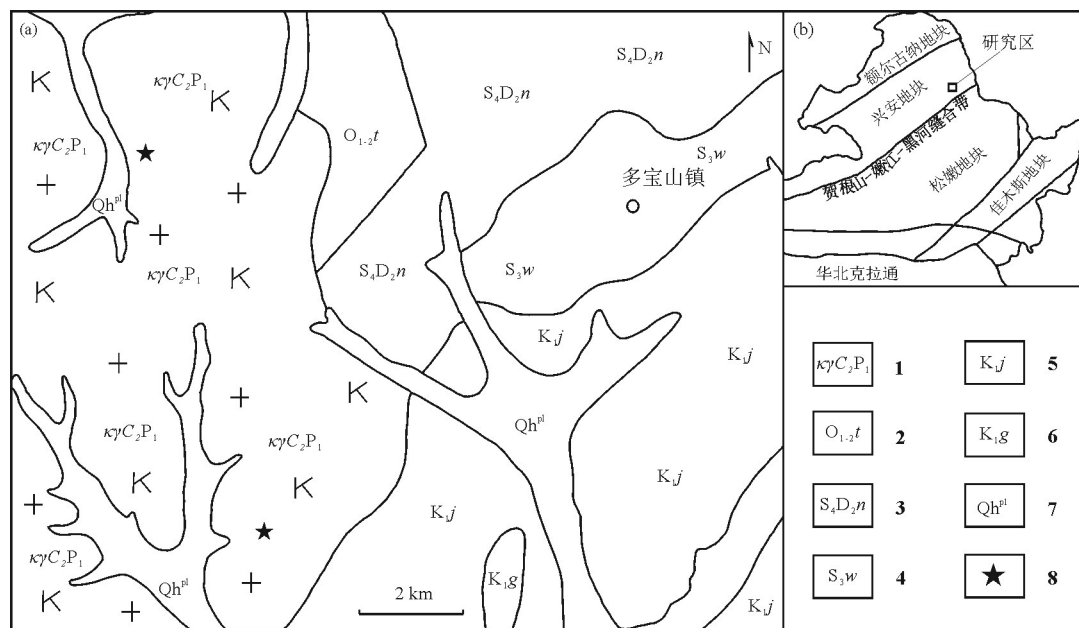 (a)
N
S₄D₂n
S₄D₂n
κγC₂P₁
κγC₂P₁
O₁₋₂t
S₃w
多宝山镇
Qhᵖˡ
κγC₂P₁
S₄D₂n
S₃w
K₁j
K₁j
κγC₂P₁
κγC₂P₁
Qhᵖˡ
K₁j
K₁j
κγC₂P₁
Qhᵖˡ
K₁g
2 km
K₁j
(b)
额尔古纳地块
研究区
兴安地块
贺根山-嫩江-黑河缝合带
松嫩地块
佳木斯地块
华北克拉通
κγC₂P₁ 1
K₁j 5
O₁₋₂t 2
K₁g 6
S₄D₂n 3
Qhᵖˡ 7
S₃w 4
★ 8